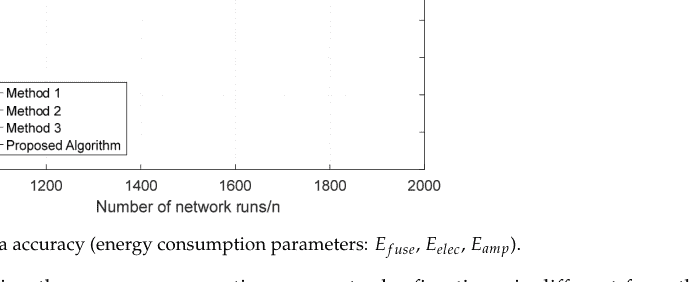 Method 1
Method 2
Method 3
Proposed Algorithm
1200 1400 1600 1800 2000
Number of network runs/n
a accuracy (energy consumption parameters: E_fuse, E_elec, E_amp).